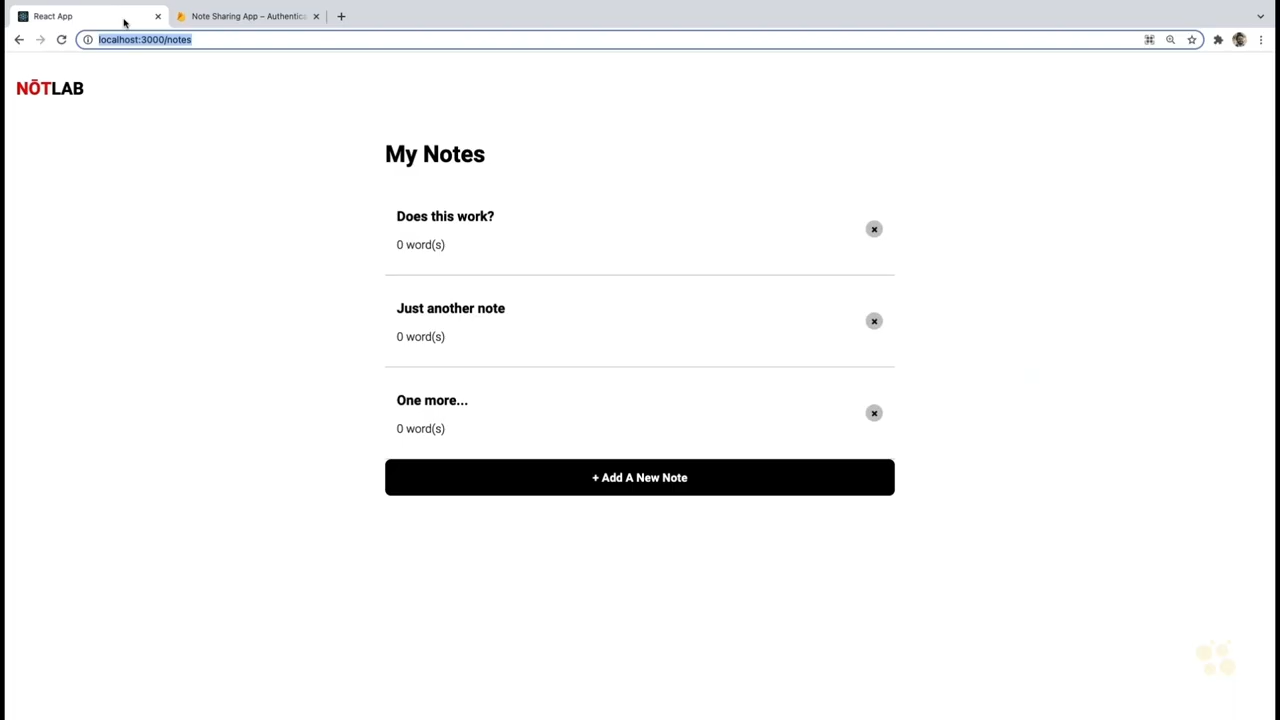 React App
Note Sharing App – Authentica
localhost:3000/notes
NŌTLAB
My Notes
Does this work?
0 word(s)
Just another note
0 word(s)
One more...
0 word(s)
+ Add A New Note